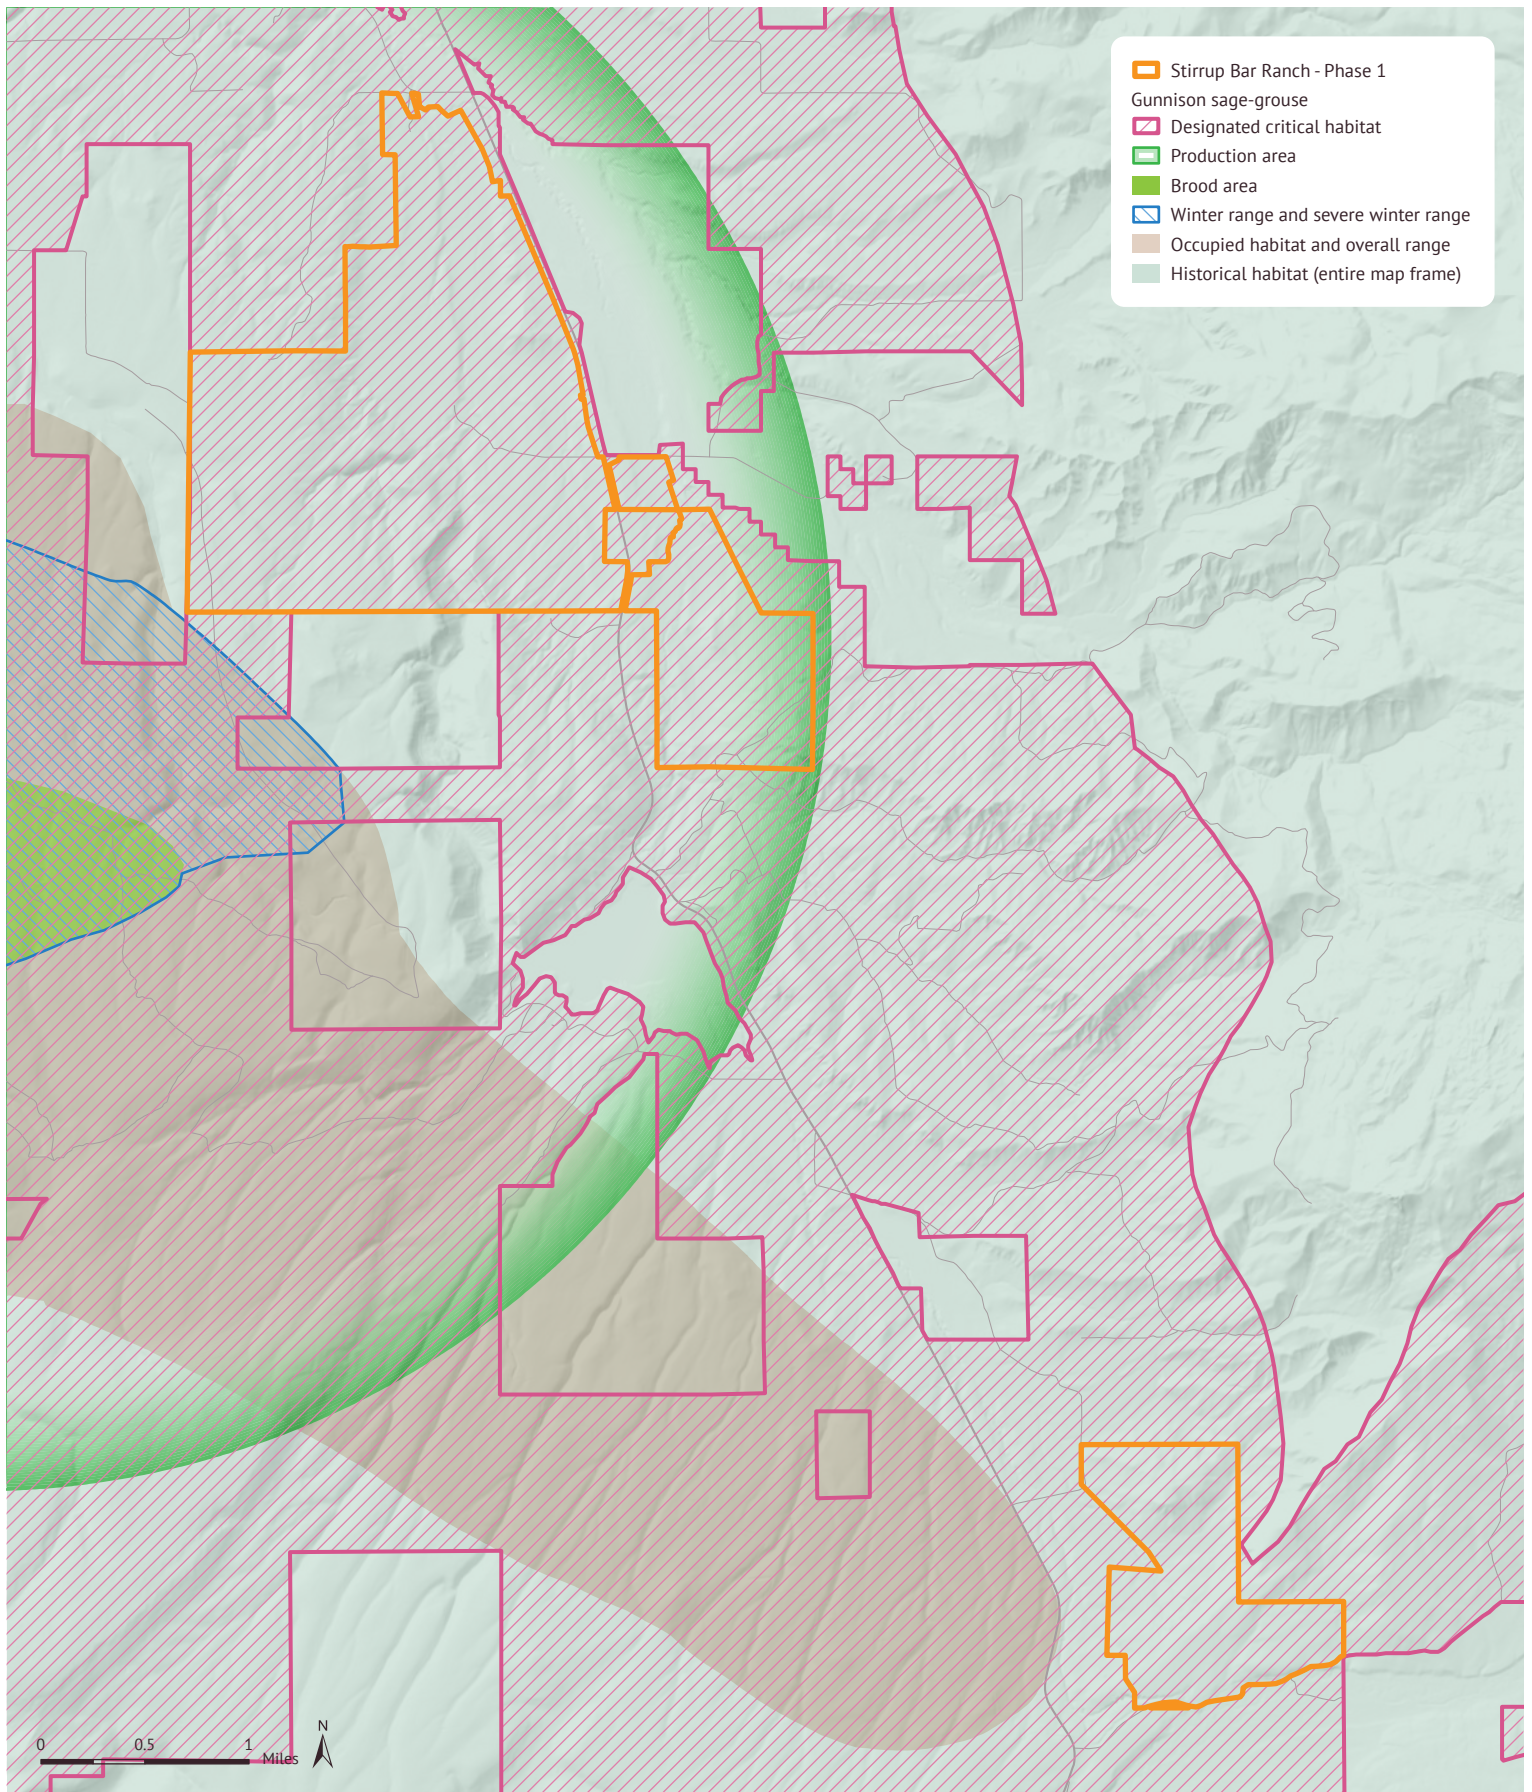 Stirrup Bar Ranch - Phase 1
Gunnison sage-grouse
Designated critical habitat
Production area
Brood area
Winter range and severe winter range
Occupied habitat and overall range
Historical habitat (entire map frame)
N
0 0.5 1
Miles